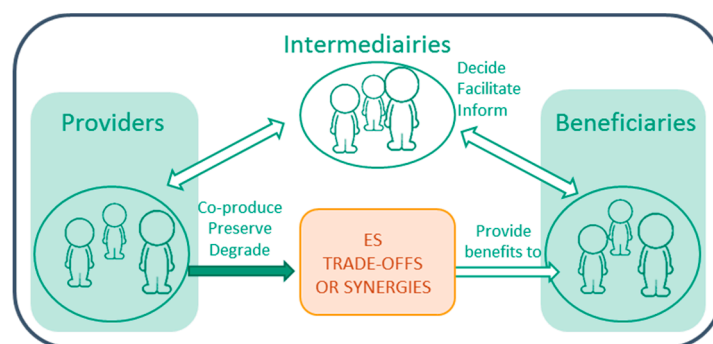 Intermediairies
Decide
Facilitate
Inform
Providers
Beneficiaries
Co-produce
Preserve
Degrade
ES
TRADE-OFFS
OR SYNERGIES
Provide
benefits to